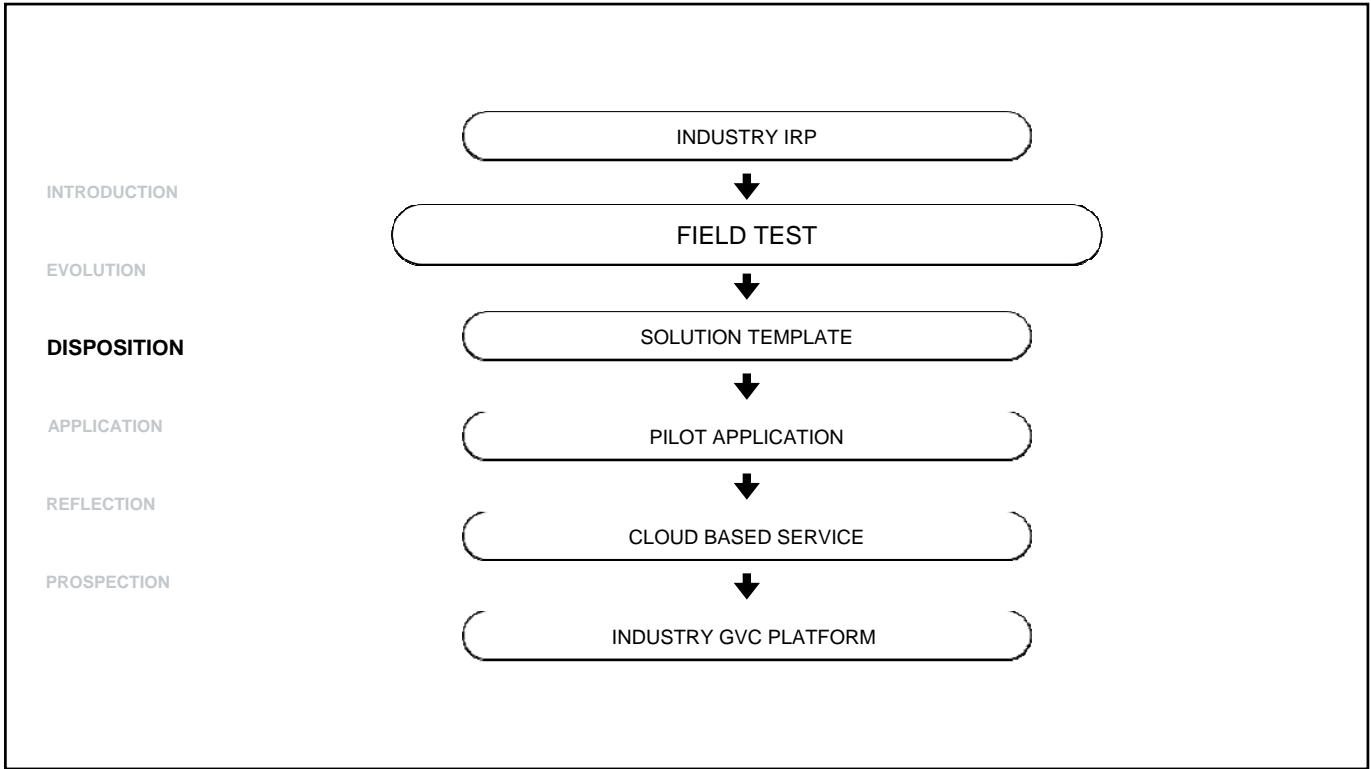 INTRODUCTION
EVOLUTION
DISPOSITION
APPLICATION
REFLECTION
PROSPECTION
INDUSTRY IRP
FIELD TEST
SOLUTION TEMPLATE
PILOT APPLICATION
CLOUD BASED SERVICE
INDUSTRY GVC PLATFORM